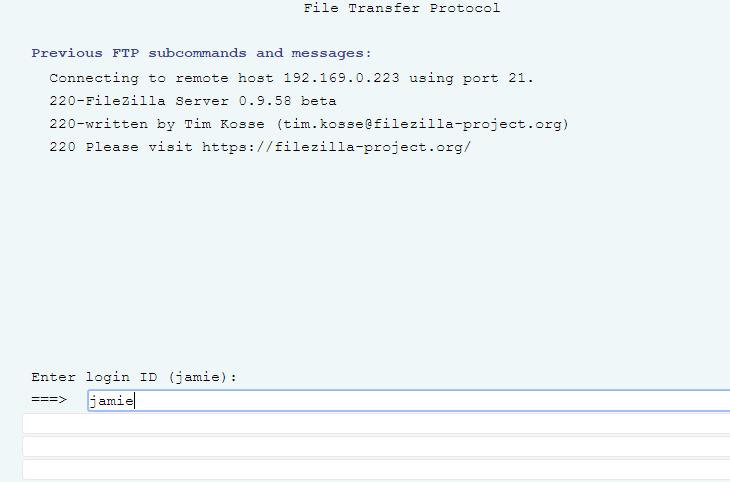 File Transfer Protocol
Previous FTP subcommands and messages:
Connecting to remote host 192.169.0.223 using port 21.
220-FileZilla Server 0.9.58 beta
220-written by Tim Kosse (tim.kosse@filezilla-project.org)
220 Please visit https://filezilla-project.org/
Enter login ID (jamie):
===> jamie